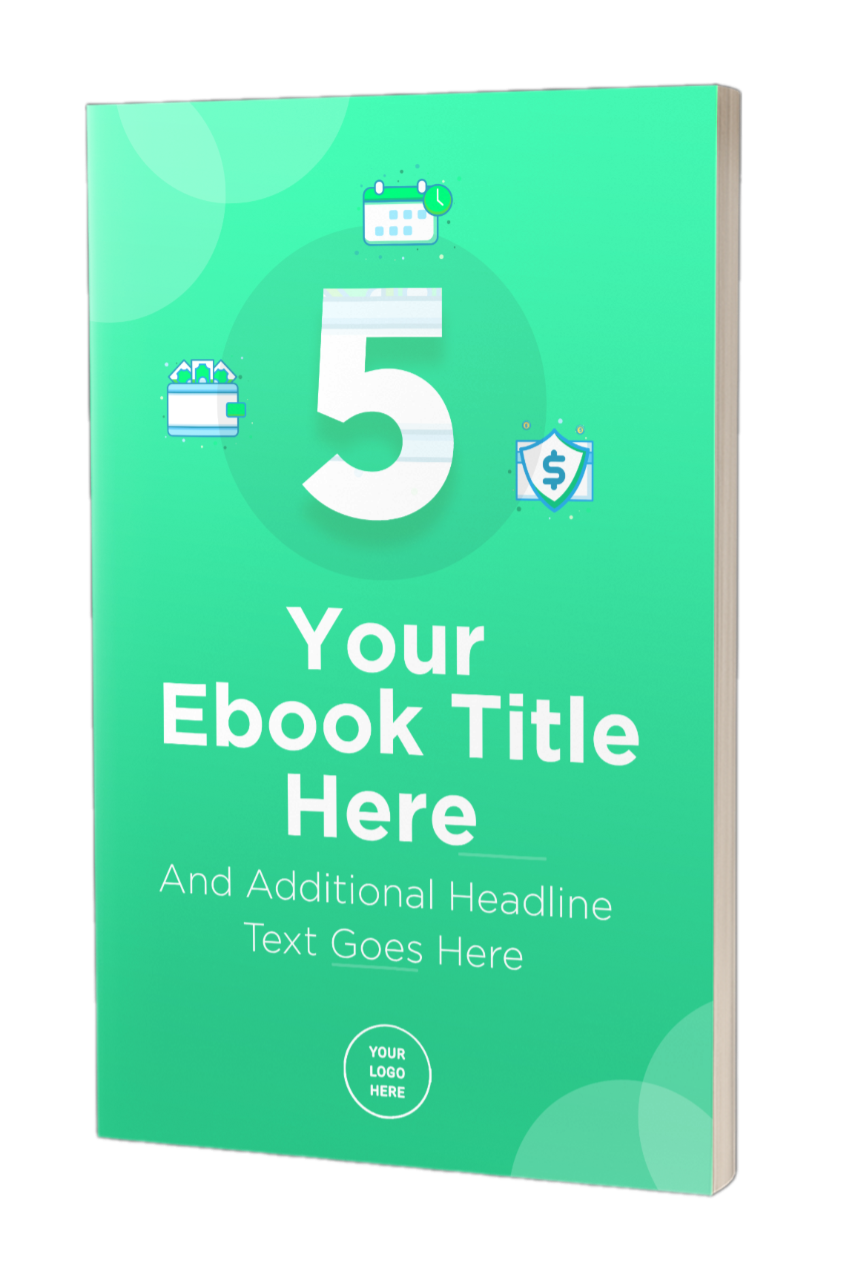 5
$
Your
Ebook Title
Here
And Additional Headline
Text Goes Here
YOUR
LOGO
HERE